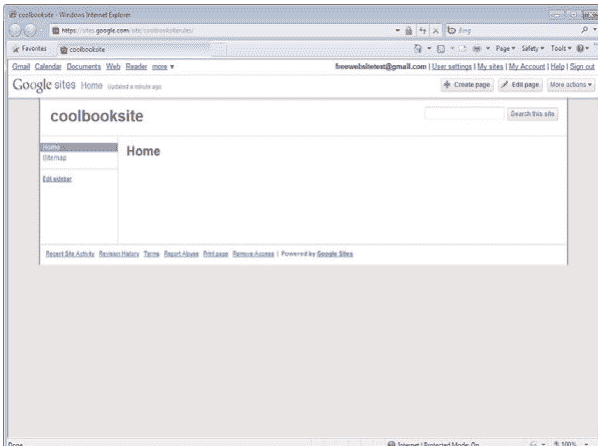 coolbooksite - Windows Internet Explorer
https://sites.google.com/site/coolbooksiterules/
Bing
Favorites coolbooksite Page Safety Tools
Gmail Calendar Documents Web Reader more ▾ freewebsitetest@gmail.com | User settings | My sites | My Account | Help | Sign out
Google sites Home Updated a minute ago Create page Edit page More actions ▾
coolbooksite Search this site
Home Home
Sitemap
Edit sidebar
Recent Site Activity Revision History Terms Report Abuse Print page Remove Access | Powered by Google Sites
Done Internet | Protected Mode: On 100%